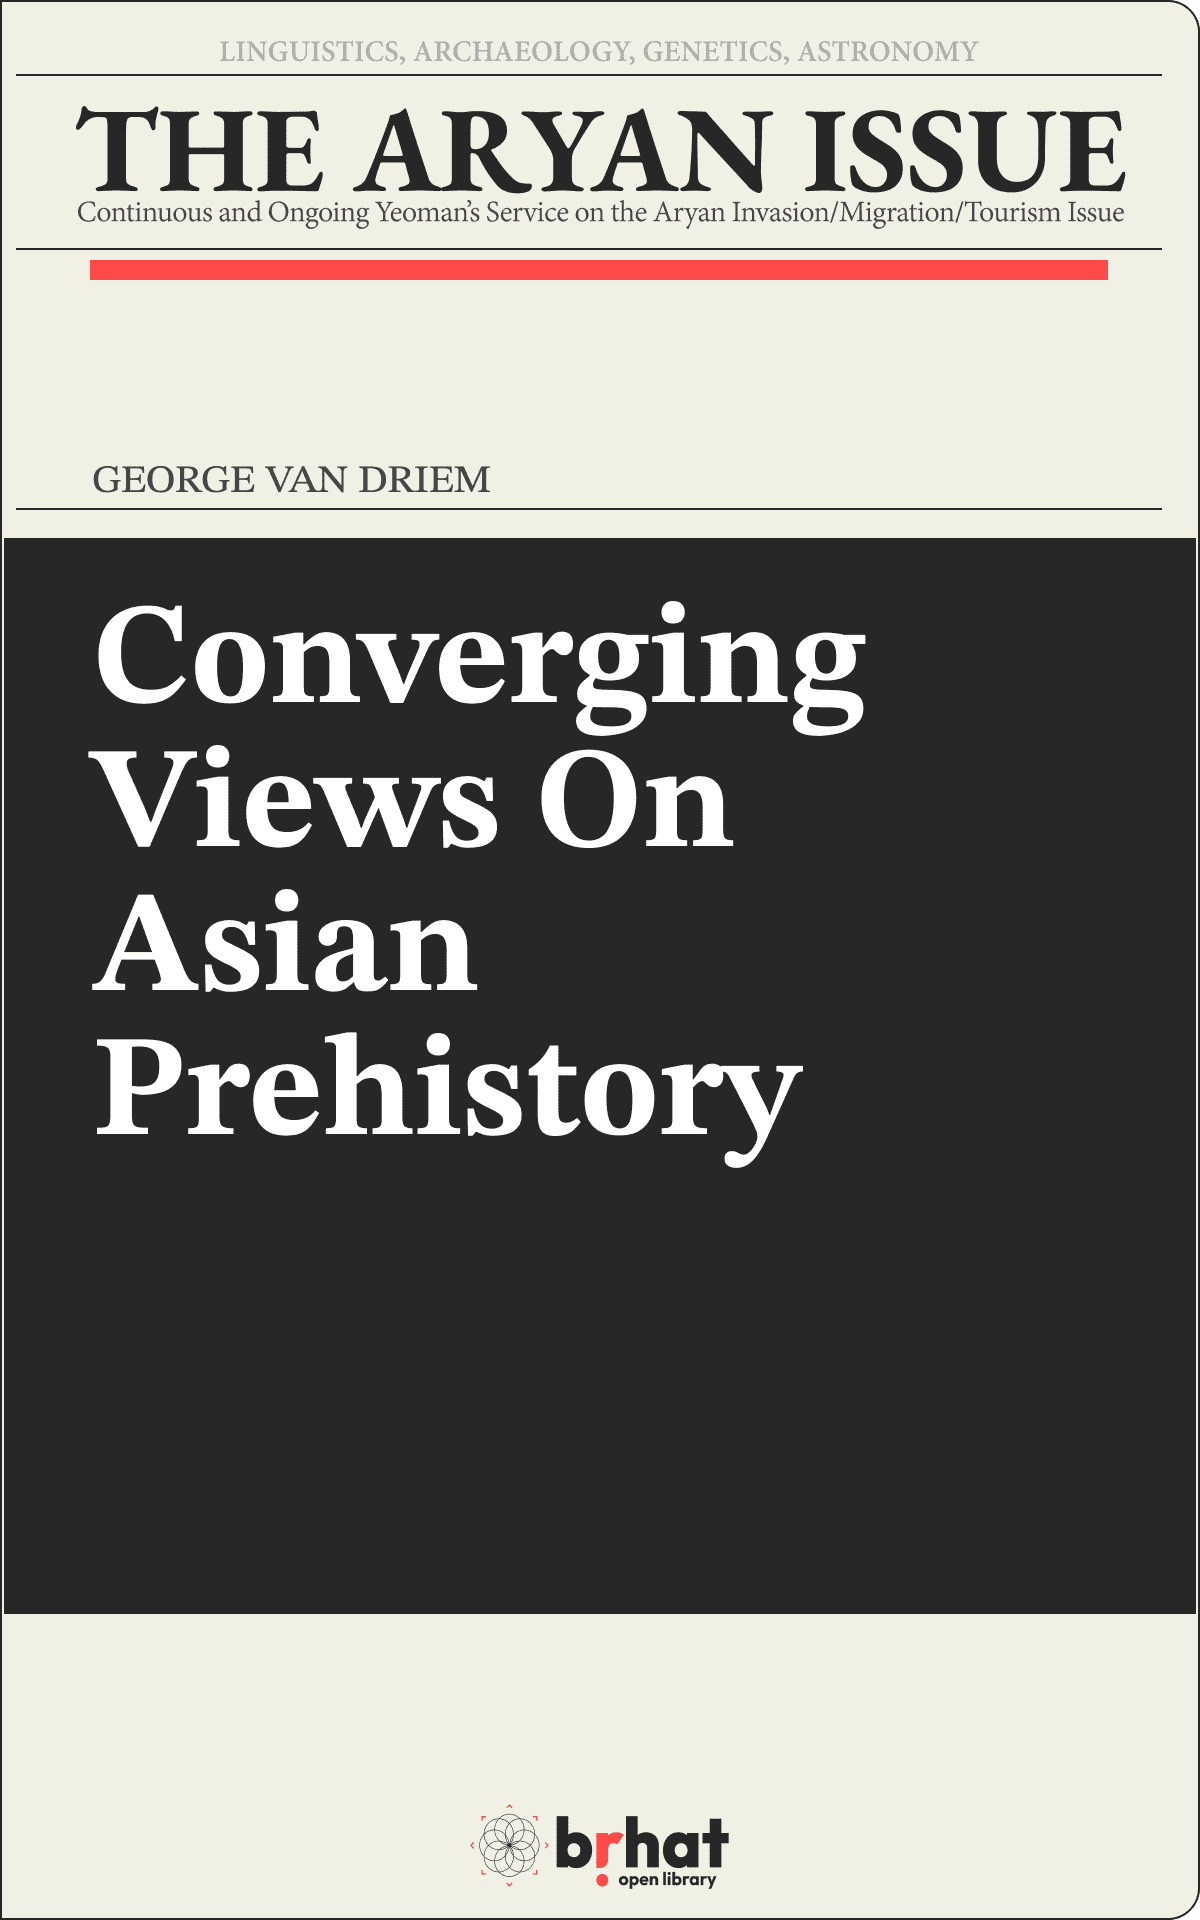 LINGUISTICS, ARCHAEOLOGY, GENETICS, ASTRONOMY
THE ARYAN ISSUE
Continuous and Ongoing Yeoman's Service on the Aryan Invasion/Migration/Tourism Issue
GEORGE VAN DRIEM
Converging
Views On
Asian
Prehistory
bṛhat
open library